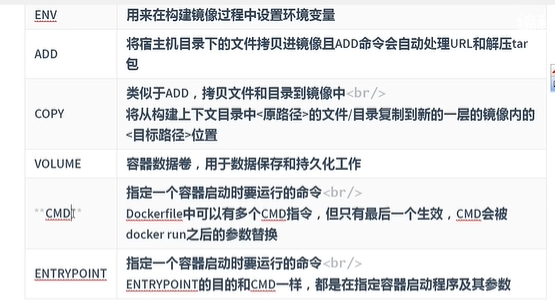 ENV
用来在构建镜像过程中设置环境变量
ADD
将宿主机目录下的文件拷贝进镜像且ADD命令会自动处理URL和解压tar
包
COPY
类似于ADD，拷贝文件和目录到镜像中<br/>
将从构建上下文目录中<原路径>的文件/目录复制到新的一层的镜像内的
<目标路径>位置
VOLUME
容器数据卷，用于数据保存和持久化工作
**CMD**
指定一个容器启动时要运行的命令<br/>
Dockerfile中可以有多个CMD指令，但只有最后一个生效，CMD会被
docker run之后的参数替换
ENTRYPOINT
指定一个容器启动时要运行的命令<br/>
ENTRYPOINT的目的和CMD一样，都是在指定容器启动程序及其参数